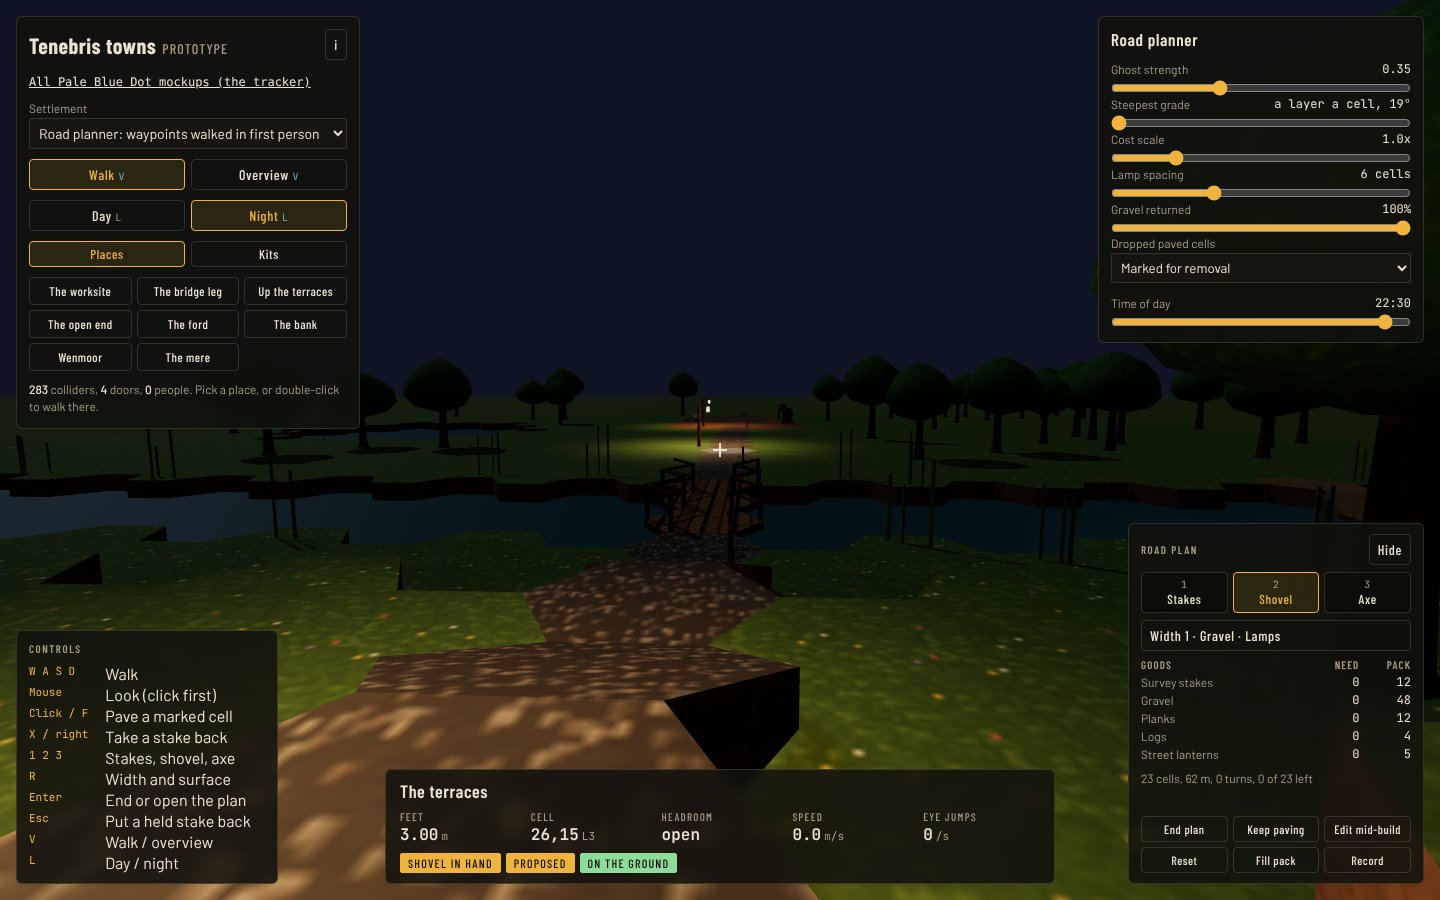 Tenebris towns PROTOTYPE
i
All Pale Blue Dot mockups (the tracker)
Settlement
Road planner: waypoints walked in first person
Walk V
Overview V
Day L
Night L
Places
Kits
The worksite
The bridge leg
Up the terraces
The open end
The ford
The bank
Wenmoor
The mere
283 colliders, 4 doors, 0 people. Pick a place, or double-click
to walk there.
Road planner
Ghost strength 0.35
Steepest grade a layer a cell, 19°
Cost scale 1.0x
Lamp spacing 6 cells
Gravel returned 100%
Dropped paved cells
Marked for removal
Time of day 22:30
CONTROLS
W A S D Walk
Mouse Look (click first)
Click / F Pave a marked cell
X / right Take a stake back
1 2 3 Stakes, shovel, axe
R Width and surface
Enter End or open the plan
Esc Put a held stake back
V Walk / overview
L Day / night
The terraces
FEET CELL HEADROOM SPEED EYE JUMPS
3.00 m 26,15 L3 open 0.0 m/s 0 /s
SHOVEL IN HAND PROPOSED ON THE GROUND
ROAD PLAN
Hide
1 2 3
Stakes Shovel Axe
Width 1 · Gravel · Lamps
GOODS NEED PACK
Survey stakes 0 12
Gravel 0 48
Planks 0 12
Logs 0 4
Street lanterns 0 5
23 cells, 62 m, 0 turns, 0 of 23 left
End plan Keep paving Edit mid-build
Reset Fill pack Record